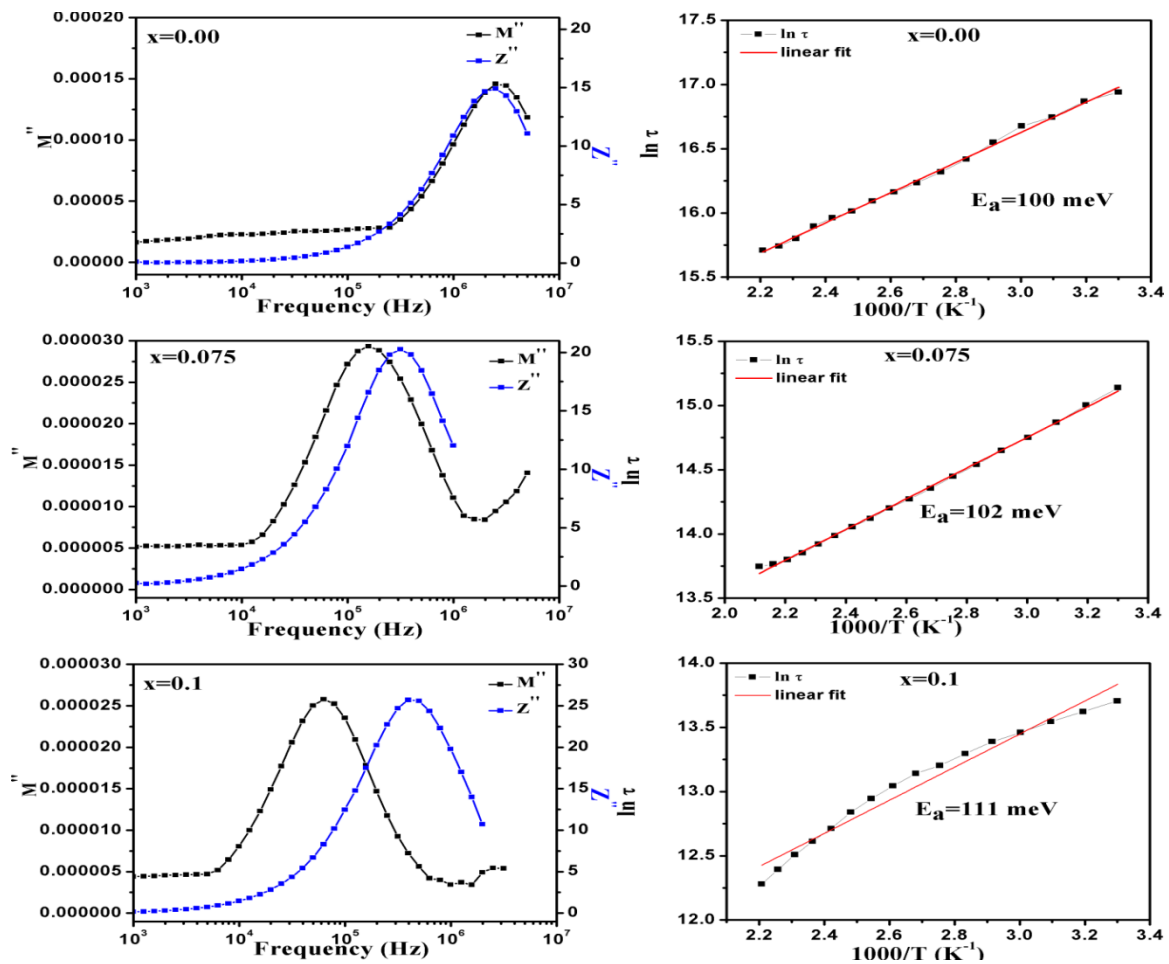 x=0.00
M''
Z''
0.00020
0.00015
0.00010
0.00005
0.00000
20
15
10
5
0
M''
Z''
10^3
10^4
10^5
10^6
10^7
Frequency (Hz)
ln τ
linear fit
x=0.00
17.5
17.0
16.5
16.0
15.5
ln τ
E_a=100 meV
2.2 2.4 2.6 2.8 3.0 3.2 3.4
1000/T (K^-1)
x=0.075
M''
Z''
0.000030
0.000025
0.000020
0.000015
0.000010
0.000005
0.000000
20
15
10
5
0
M''
Z''
10^3
10^4
10^5
10^6
10^7
Frequency (Hz)
ln τ
linear fit
x=0.075
15.5
15.0
14.5
14.0
13.5
ln τ
E_a=102 meV
2.0 2.2 2.4 2.6 2.8 3.0 3.2 3.4
1000/T (K^-1)
x=0.1
M''
Z''
0.000030
0.000025
0.000020
0.000015
0.000010
0.000005
0.000000
30
25
20
15
10
5
0
M''
Z''
10^3
10^4
10^5
10^6
10^7
Frequency (Hz)
ln τ
linear fit
x=0.1
14.0
13.5
13.0
12.5
12.0
ln τ
E_a=111 meV
2.2 2.4 2.6 2.8 3.0 3.2 3.4
1000/T (K^-1)